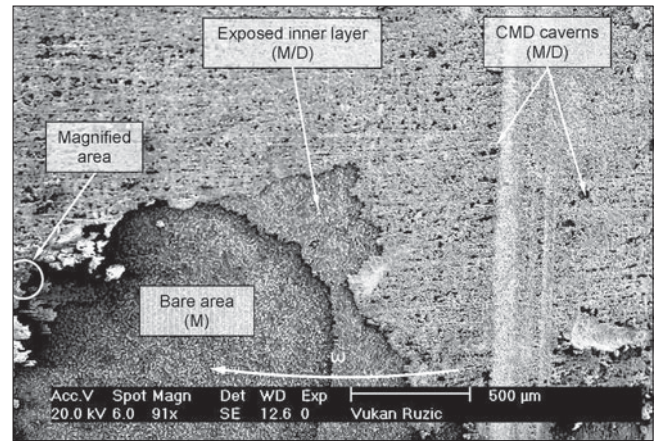 Exposed inner layer
(M/D)
CMD caverns
(M/D)
Magnified
area
Bare area
(M)
ω
Acc.V Spot Magn Det WD Exp
500 µm
20.0 kV 6.0 91x SE 12.6 0 Vukan Ruzic